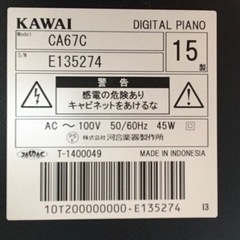 KAWAI
DIGITAL PIANO
Model
CA67C
S/N
E135274
15
製
警告
感電の危険あり
キャビネットをあけるな
AC ～ 100V 50/60Hz 45W
株式会社 河合楽器製作所
JASRAC
T-1400049
MADE IN INDONESIA
10T200000000-E135274
I3